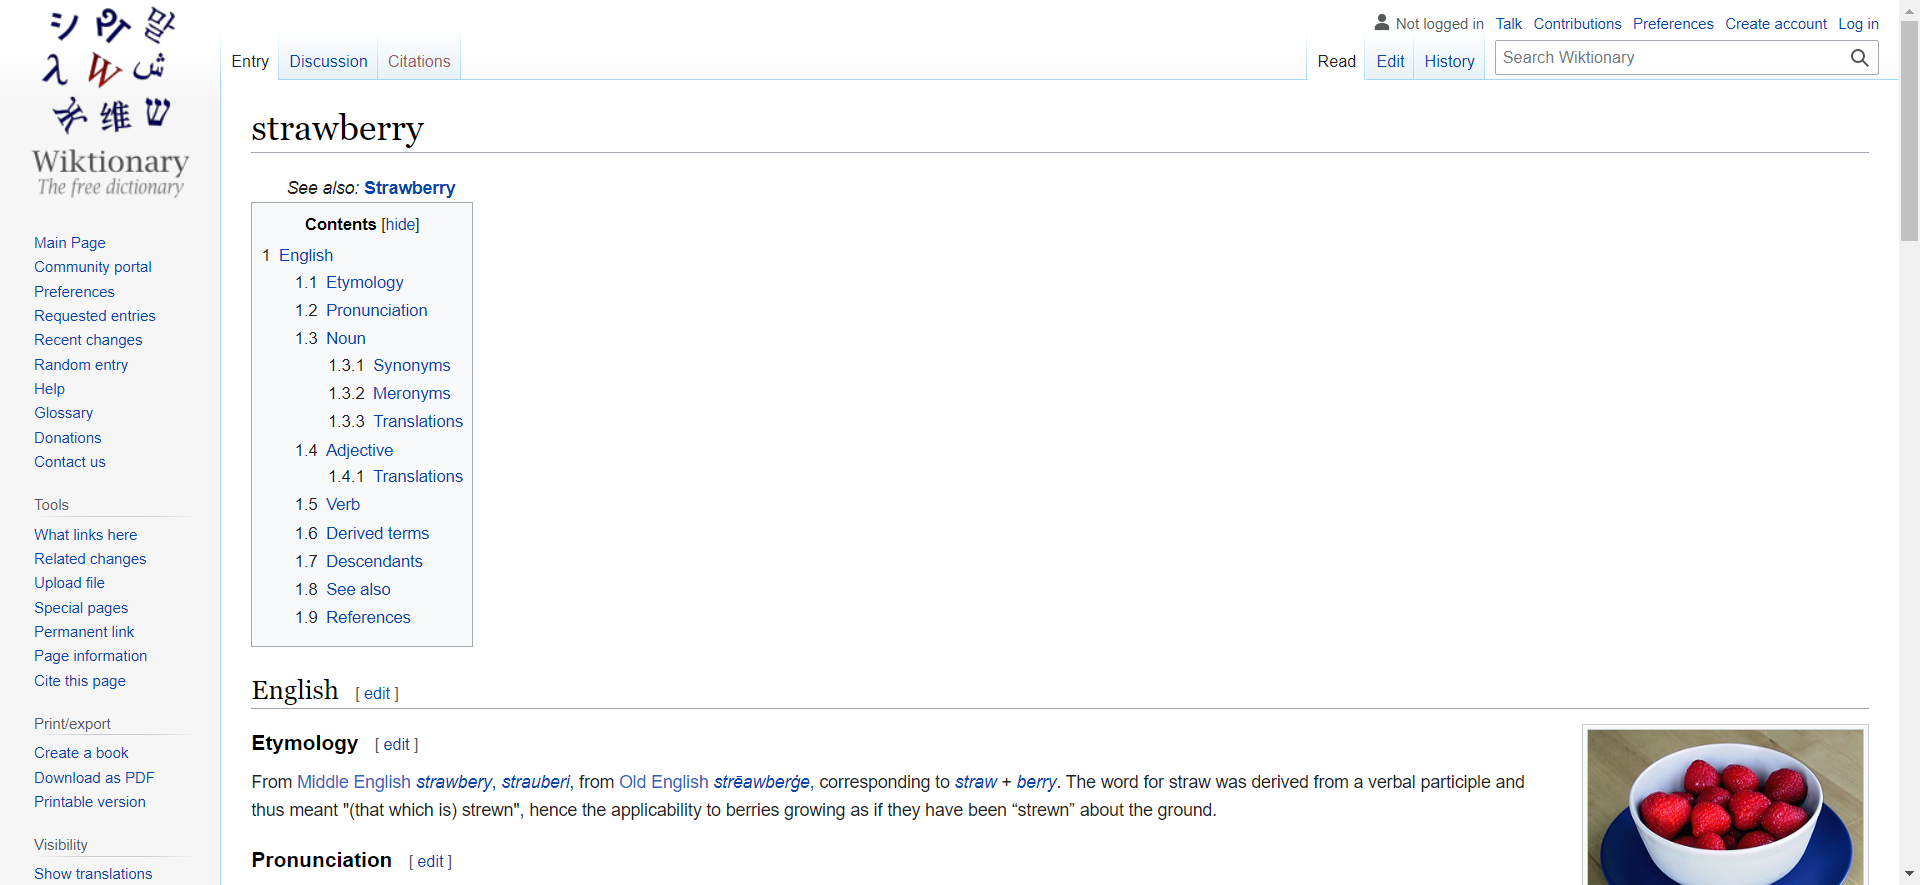 Not logged in Talk Contributions Preferences Create account Log in
Entry Discussion Citations Read Edit History Search Wiktionary
Wiktionary
The free dictionary
Main Page
Community portal
Preferences
Requested entries
Recent changes
Random entry
Help
Glossary
Donations
Contact us
Tools
What links here
Related changes
Upload file
Special pages
Permanent link
Page information
Cite this page
Print/export
Create a book
Download as PDF
Printable version
Visibility
Show translations
strawberry
See also: Strawberry
Contents [hide]
1 English
1.1 Etymology
1.2 Pronunciation
1.3 Noun
1.3.1 Synonyms
1.3.2 Meronyms
1.3.3 Translations
1.4 Adjective
1.4.1 Translations
1.5 Verb
1.6 Derived terms
1.7 Descendants
1.8 See also
1.9 References
English [ edit ]
Etymology [ edit ]
From Middle English strawbery, strauberi, from Old English strēawberġe, corresponding to straw + berry. The word for straw was derived from a verbal participle and
thus meant "(that which is) strewn", hence the applicability to berries growing as if they have been “strewn” about the ground.
Pronunciation [ edit ]